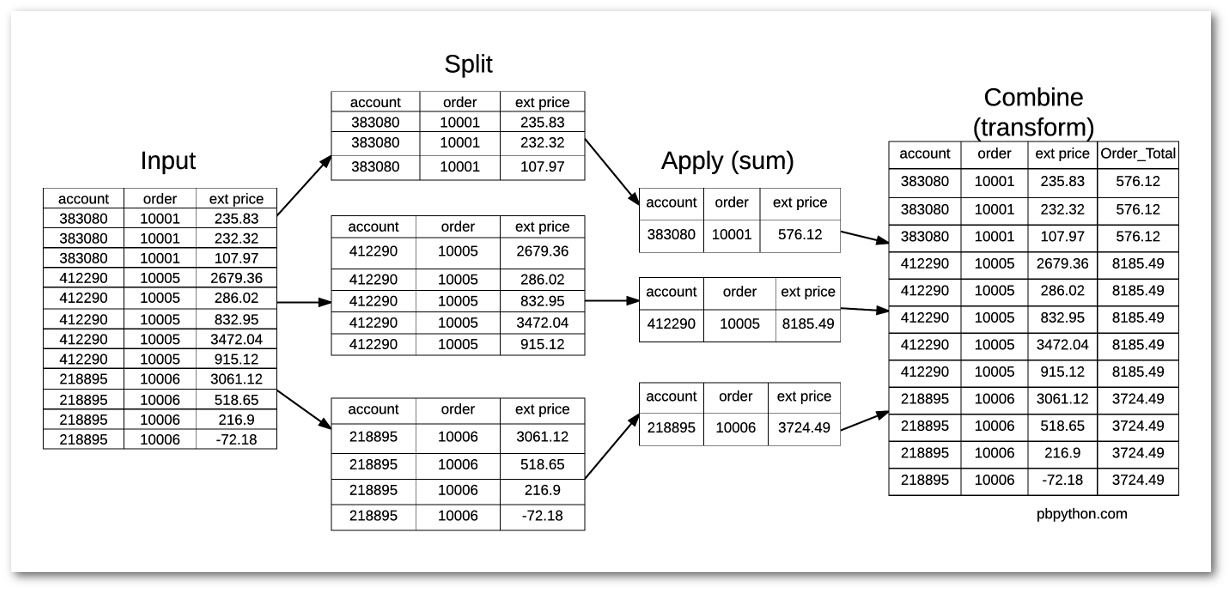 Input
account order ext price
383080 10001 235.83
383080 10001 232.32
383080 10001 107.97
412290 10005 2679.36
412290 10005 286.02
412290 10005 832.95
412290 10005 3472.04
412290 10005 915.12
218895 10006 3061.12
218895 10006 518.65
218895 10006 216.9
218895 10006 -72.18
Split
account order ext price
383080 10001 235.83
383080 10001 232.32
383080 10001 107.97
account order ext price
412290 10005 2679.36
412290 10005 286.02
412290 10005 832.95
412290 10005 3472.04
412290 10005 915.12
account order ext price
218895 10006 3061.12
218895 10006 518.65
218895 10006 216.9
218895 10006 -72.18
Apply (sum)
account order ext price
383080 10001 576.12
account order ext price
412290 10005 8185.49
account order ext price
218895 10006 3724.49
Combine
(transform)
account order ext price Order_Total
383080 10001 235.83 576.12
383080 10001 232.32 576.12
383080 10001 107.97 576.12
412290 10005 2679.36 8185.49
412290 10005 286.02 8185.49
412290 10005 832.95 8185.49
412290 10005 3472.04 8185.49
412290 10005 915.12 8185.49
218895 10006 3061.12 3724.49
218895 10006 518.65 3724.49
218895 10006 216.9 3724.49
218895 10006 -72.18 3724.49
pbpython.com